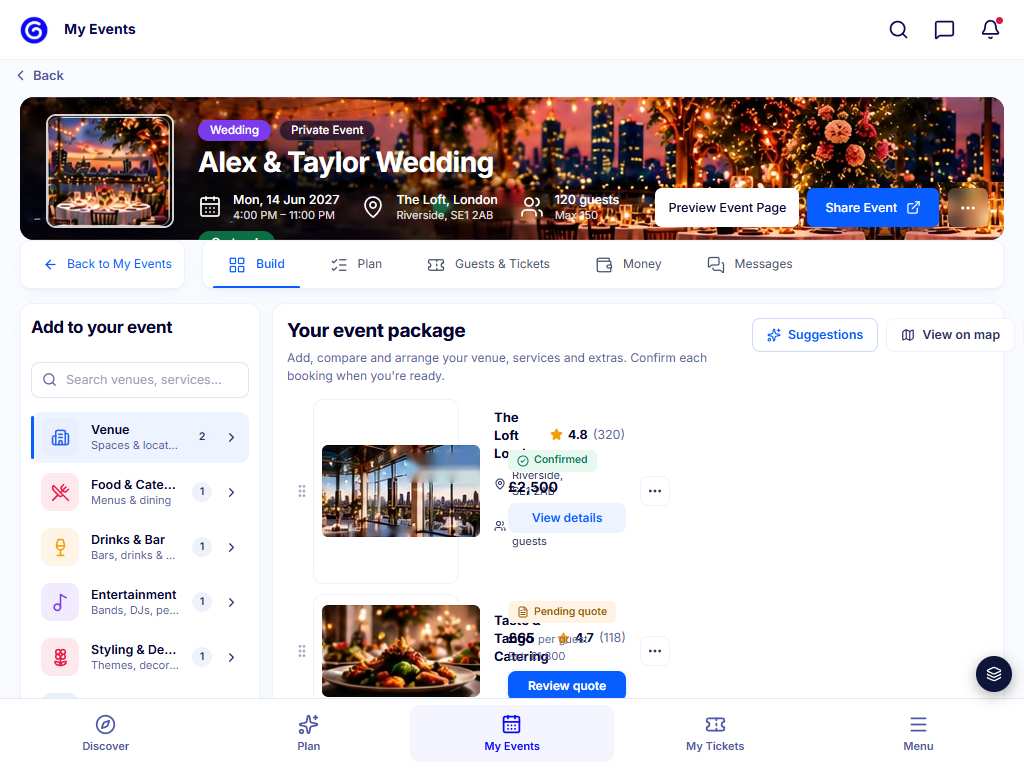 My Events
Back
Wedding
Private Event
Alex & Taylor Wedding
Mon, 14 Jun 2027
4:00 PM – 11:00 PM
The Loft, London
Riverside, SE1 2AB
120 guests
Max 150
Preview Event Page
Share Event
Back to My Events
Build
Plan
Guests & Tickets
Money
Messages
Add to your event
Search venues, services...
Venue
Spaces & locat...
2
Food & Cate...
Menus & dining
1
Drinks & Bar
Bars, drinks & ...
1
Entertainment
Bands, DJs, pe...
1
Styling & De...
Themes, decor...
1
Your event package
Suggestions
View on map
Add, compare and arrange your venue, services and extras. Confirm each
booking when you're ready.
The
Loft
4.8 (320)
Confirmed
Riverside,
£2,500
View details
guests
Pending quote
Taste &
Tango
Catering
£65 per guest
4.7 (118)
Review quote
Discover
Plan
My Events
My Tickets
Menu